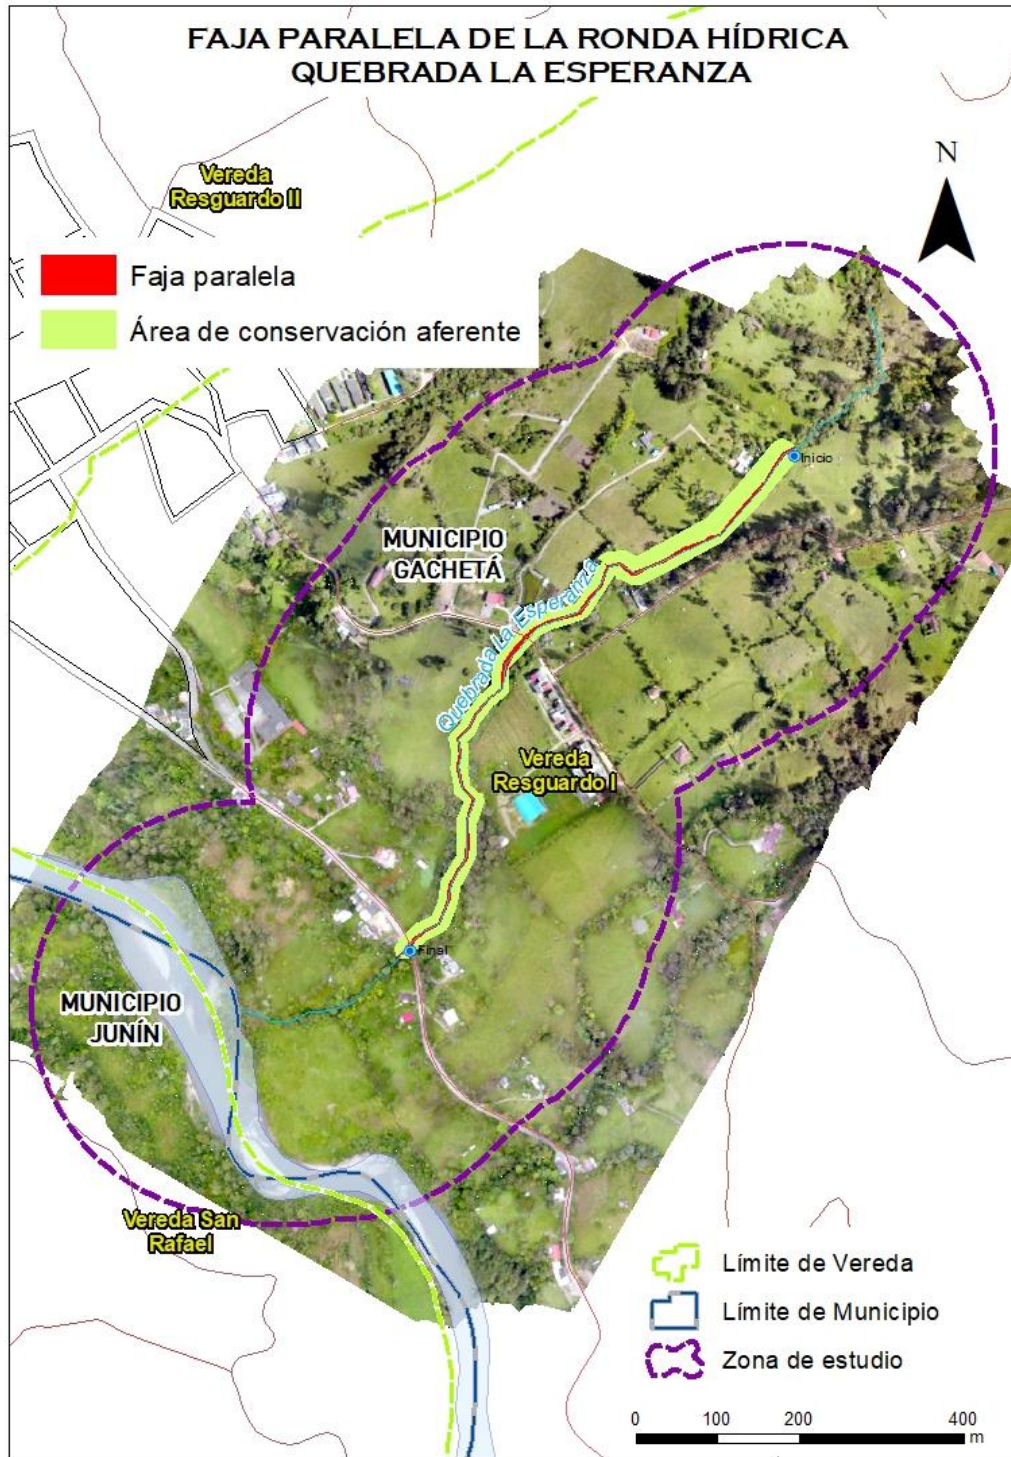 FAJA PARALELA DE LA RONDA HÍDRICA
QUEBRADA LA ESPERANZA
N
Vereda
Resguardo II
Faja paralela
Área de conservación aferente
Inicio
MUNICIPIO
GACHETÁ
Quebrada La Esperanza
Vereda
Resguardo I
Final
MUNICIPIO
JUNÍN
Vereda San
Rafael
Límite de Vereda
Límite de Municipio
Zona de estudio
0 100 200 400
m